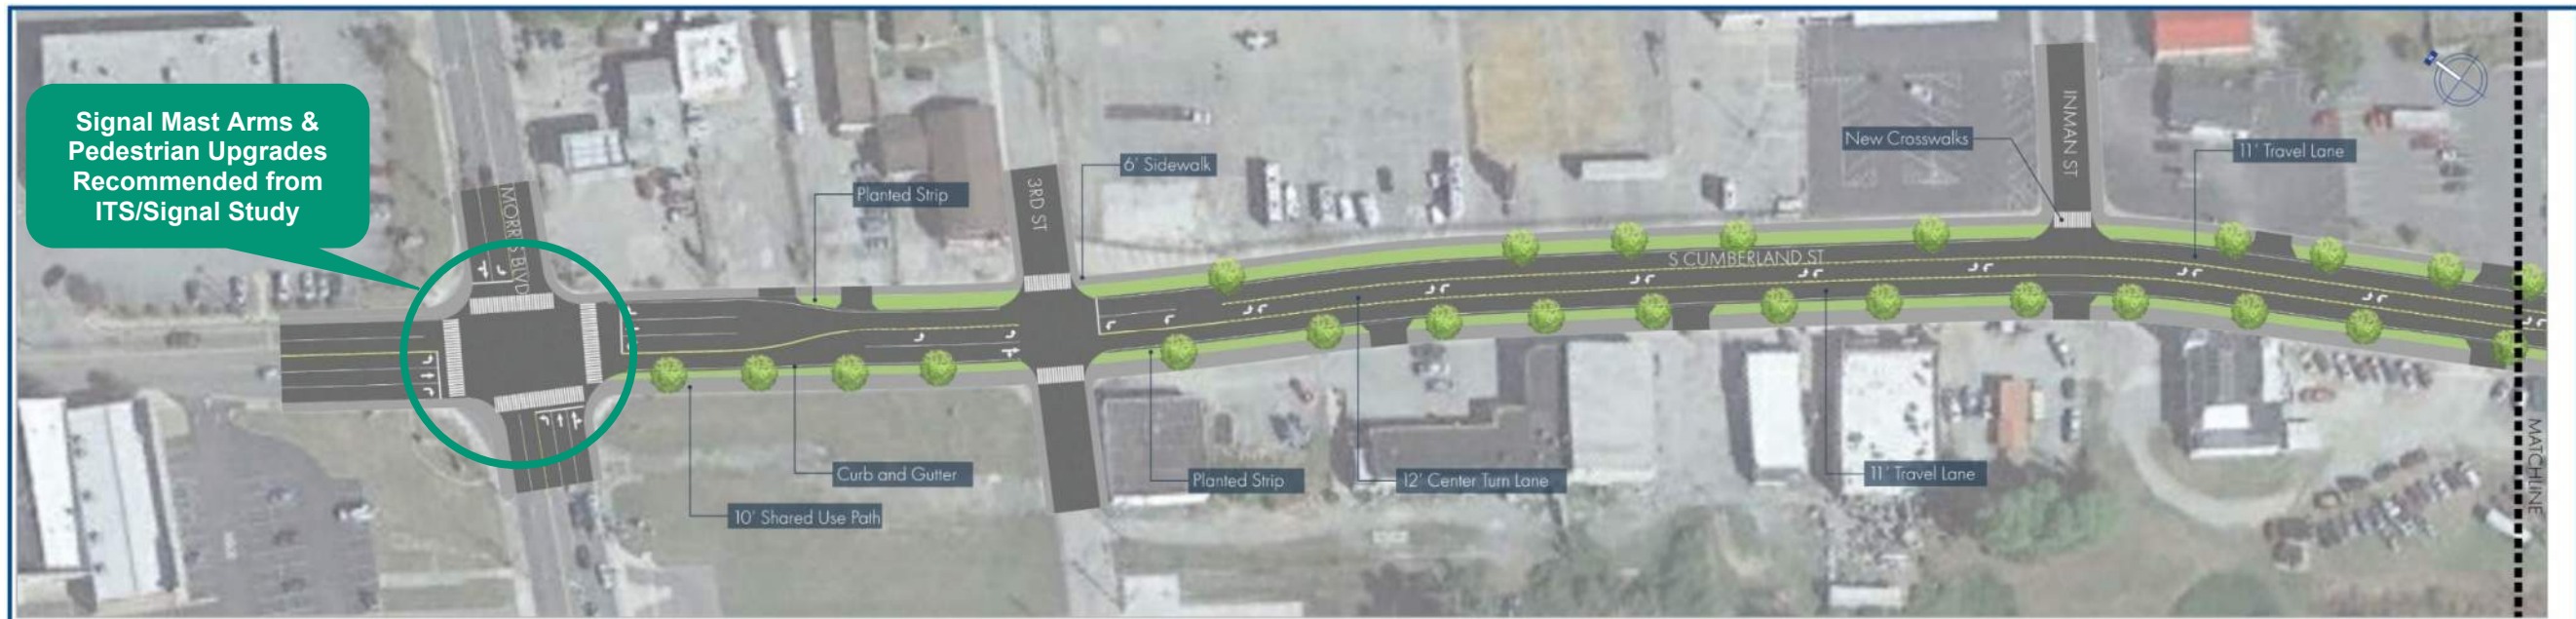 Signal Mast Arms &
Pedestrian Upgrades
Recommended from
ITS/Signal Study
MORRIS BLVD
Planted Strip
3RD ST
6' Sidewalk
New Crosswalks
INMAN ST
11' Travel Lane
S CUMBERLAND ST
Curb and Gutter
10' Shared Use Path
Planted Strip
12' Center Turn Lane
11' Travel Lane
MATCHLINE